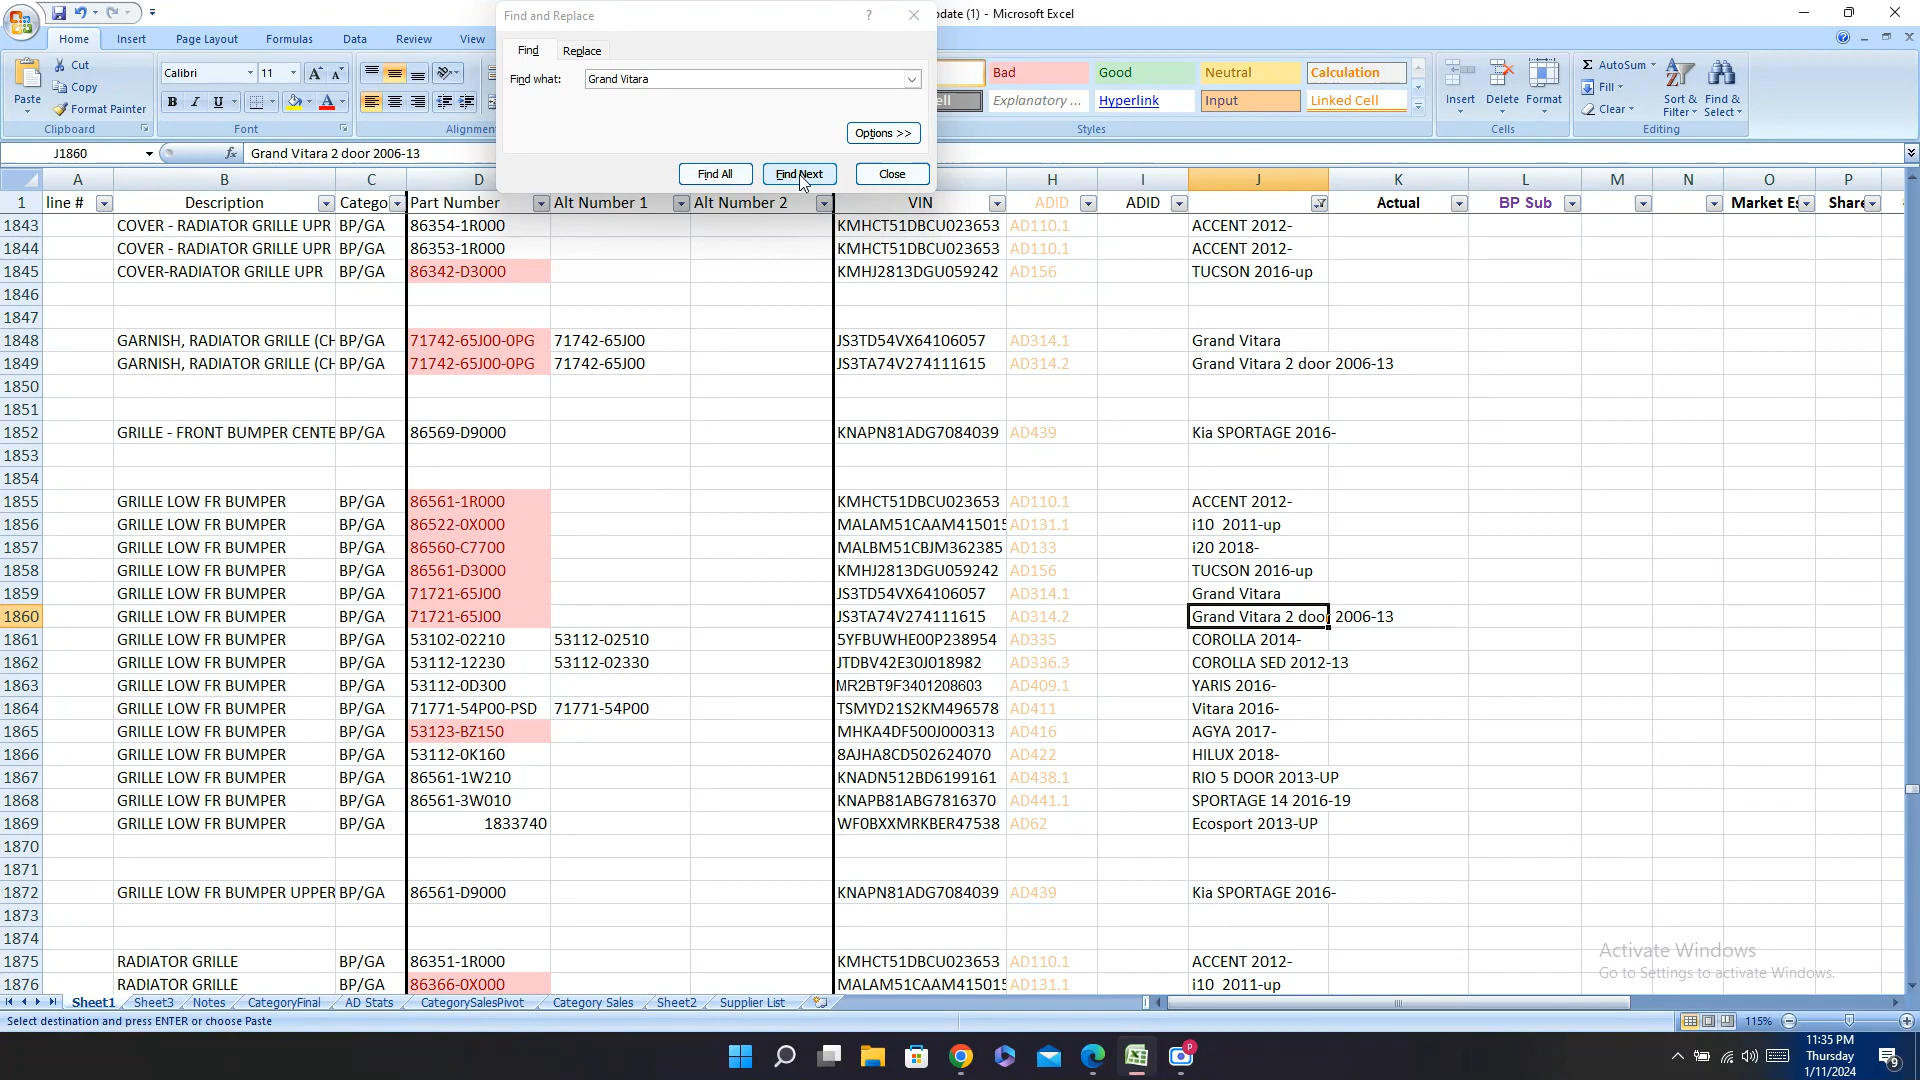 Find and Replace ? pdate (1) - Microsoft Excel
Home Insert Page Layout Formulas Data Review View Find Replace
Cut Calibri 11 Find what: Grand Vitara Bad Good Neutral Calculation AutoSum
Paste Copy Format Painter B I U Options >> ell Explanatory ... Hyperlink Input Linked Cell Insert Delete Format Fill Clear Sort & Filter Find & Select
Clipboard Font Alignmen Styles Cells Editing
J1860 fx Grand Vitara 2 door 2006-13 Find All Find Next Close
A B C D H I J K L M N O P
1 line # Description Catego Part Number Alt Number 1 Alt Number 2 VIN ADID ADID Actual BP Sub Market Es Share
1843 COVER - RADIATOR GRILLE UPR BP/GA 86354-1R000 KMHCT51DBCU023653 AD110.1 ACCENT 2012-
1844 COVER - RADIATOR GRILLE UPR BP/GA 86353-1R000 KMHCT51DBCU023653 AD110.1 ACCENT 2012-
1845 COVER-RADIATOR GRILLE UPR BP/GA 86342-D3000 KMHJ2813DGU059242 AD156 TUCSON 2016-up
1846
1847
1848 GARNISH, RADIATOR GRILLE (CH BP/GA 71742-65J00-0PG 71742-65J00 JS3TD54VX64106057 AD314.1 Grand Vitara
1849 GARNISH, RADIATOR GRILLE (CH BP/GA 71742-65J00-0PG 71742-65J00 JS3TA74V274111615 AD314.2 Grand Vitara 2 door 2006-13
1850
1851
1852 GRILLE - FRONT BUMPER CENTE BP/GA 86569-D9000 KNAPN81ADG7084039 AD439 Kia SPORTAGE 2016-
1853
1854
1855 GRILLE LOW FR BUMPER BP/GA 86561-1R000 KMHCT51DBCU023653 AD110.1 ACCENT 2012-
1856 GRILLE LOW FR BUMPER BP/GA 86522-0X000 MALAM51CAAM415015 AD131.1 i10 2011-up
1857 GRILLE LOW FR BUMPER BP/GA 86560-C7700 MALBM51CBJM362385 AD133 i20 2018-
1858 GRILLE LOW FR BUMPER BP/GA 86561-D3000 KMHJ2813DGU059242 AD156 TUCSON 2016-up
1859 GRILLE LOW FR BUMPER BP/GA 71721-65J00 JS3TD54VX64106057 AD314.1 Grand Vitara
1860 GRILLE LOW FR BUMPER BP/GA 71721-65J00 JS3TA74V274111615 AD314.2 Grand Vitara 2 door 2006-13
1861 GRILLE LOW FR BUMPER BP/GA 53102-02210 53112-02510 5YFBUWHE00P238954 AD335 COROLLA 2014-
1862 GRILLE LOW FR BUMPER BP/GA 53112-12230 53112-02330 JTDBV42E30J018982 AD336.3 COROLLA SED 2012-13
1863 GRILLE LOW FR BUMPER BP/GA 53112-0D300 MR2BT9F3401208603 AD409.1 YARIS 2016-
1864 GRILLE LOW FR BUMPER BP/GA 71771-54P00-PSD 71771-54P00 TSMYD21S2KM496578 AD411 Vitara 2016-
1865 GRILLE LOW FR BUMPER BP/GA 53123-BZ150 MHKA4DF500J000313 AD416 AGYA 2017-
1866 GRILLE LOW FR BUMPER BP/GA 53112-0K160 8AJHA8CD502624070 AD422 HILUX 2018-
1867 GRILLE LOW FR BUMPER BP/GA 86561-1W210 KNADN512BD6199161 AD438.1 RIO 5 DOOR 2013-UP
1868 GRILLE LOW FR BUMPER BP/GA 86561-3W010 KNAPB81ABG7816370 AD441.1 SPORTAGE 14 2016-19
1869 GRILLE LOW FR BUMPER BP/GA 1833740 WF0BXXMRKBER47538 AD62 Ecosport 2013-UP
1870
1871
1872 GRILLE LOW FR BUMPER UPPER BP/GA 86561-D9000 KNAPN81ADG7084039 AD439 Kia SPORTAGE 2016-
1873
1874
1875 RADIATOR GRILLE BP/GA 86351-1R000 KMHCT51DBCU023653 AD110.1 ACCENT 2012-
1876 RADIATOR GRILLE BP/GA 86366-0X000 MALAM51CAAM415015 AD131.1 i10 2011-up
Activate Windows
Go to Settings to activate Windows.
Sheet1 Sheet3 Notes CategoryFinal AD Stats CategorySalesPivot Category Sales Sheet2 Supplier List
Select destination and press ENTER or choose Paste 115%
11:35 PM
Thursday
1/11/2024
P
9